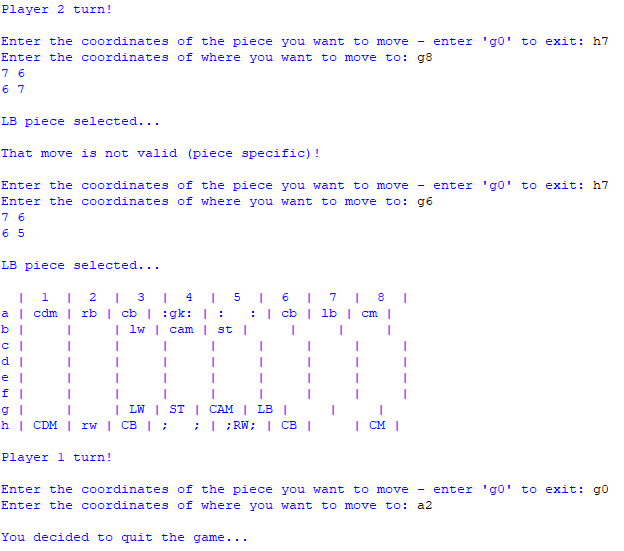 Player 2 turn!
Enter the coordinates of the piece you want to move - enter 'g0' to exit: h7
Enter the coordinates of where you want to move to: g8
7 6
6 7
LB piece selected...
That move is not valid (piece specific)!
Enter the coordinates of the piece you want to move - enter 'g0' to exit: h7
Enter the coordinates of where you want to move to: g6
7 6
6 5
LB piece selected...
  |  1  |  2  |  3  |  4  |  5  |  6  |  7  |  8  |
a | cdm | rb | cb | :gk: | :   : | cb | lb | cm |
b |     |     | lw | cam | st |     |     |     |
c |     |     |     |     |     |     |     |     |
d |     |     |     |     |     |     |     |     |
e |     |     |     |     |     |     |     |     |
f |     |     |     |     |     |     |     |     |
g |     |     | LW | ST | CAM | LB |     |     |
h | CDM | rw | CB | ;   ; | ;RW; | CB |     | CM |
Player 1 turn!
Enter the coordinates of the piece you want to move - enter 'g0' to exit: g0
Enter the coordinates of where you want to move to: a2
You decided to quit the game...